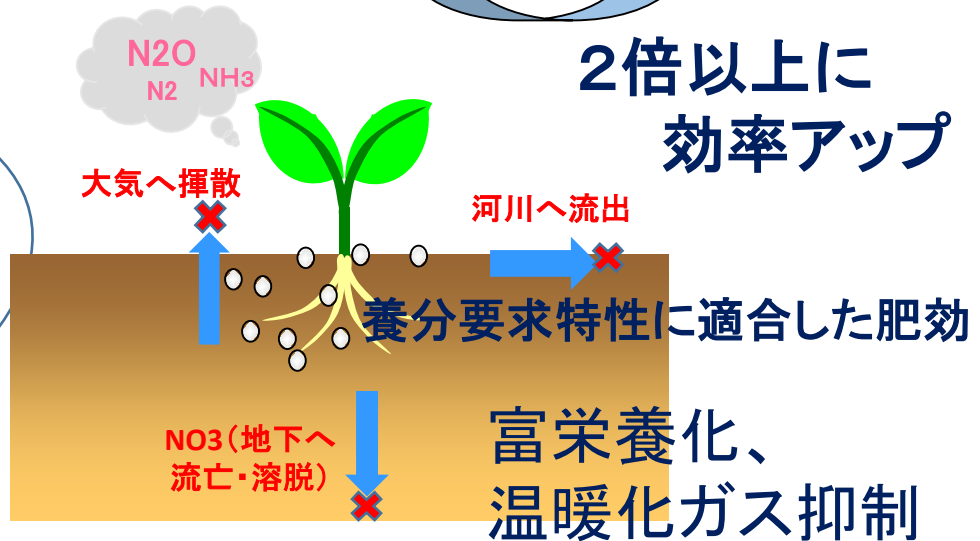 N2O
NH3
N2
２倍以上に
効率アップ
大気へ揮散
河川へ流出
養分要求特性に適合した肥効
NO3（地下へ
流亡・溶脱）
富栄養化、
温暖化ガス抑制